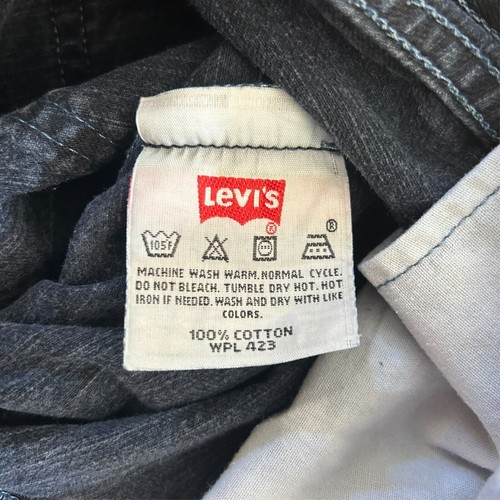 LEVI'S
®
®
105F
MACHINE WASH WARM.NORMAL CYCLE.
DO NOT BLEACH. TUMBLE DRY HOT. HOT
IRON IF NEEDED. WASH AND DRY WITH LIKE
COLORS.
100% COTTON
WPL 423